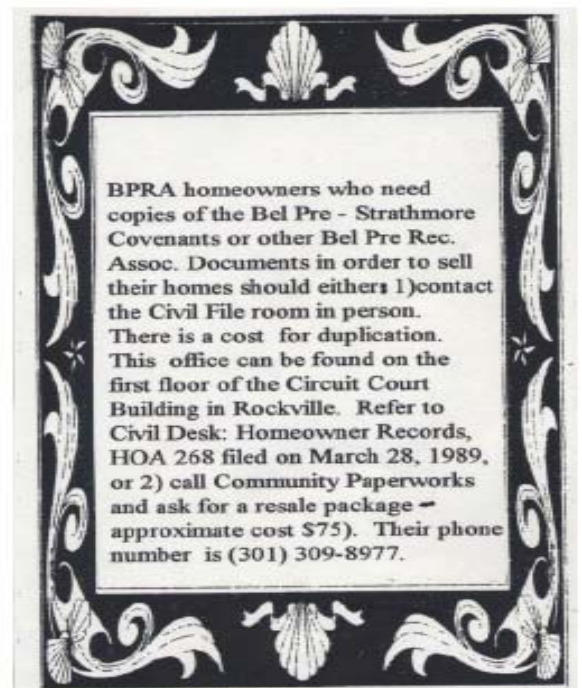 BPRA homeowners who need
copies of the Bel Pre - Strathmore
Covenants or other Bel Pre Rec.
Assoc. Documents in order to sell
their homes should either: 1)contact
the Civil File room in person.
There is a cost for duplication.
This office can be found on the
first floor of the Circuit Court
Building in Rockville. Refer to
Civil Desk: Homeowner Records,
HOA 268 filed on March 28, 1989,
or 2) call Community Paperworks
and ask for a resale package -
approximate cost $75). Their phone
number is (301) 309-8977.